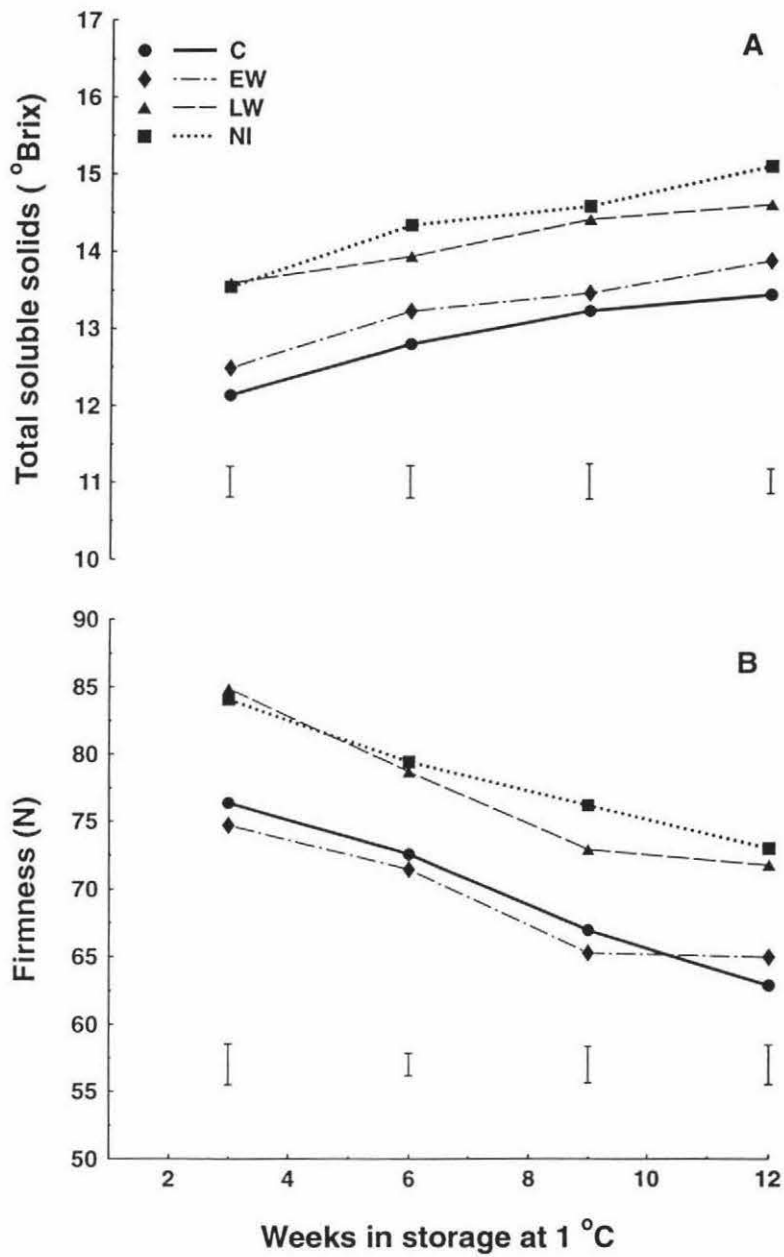 A
C
EW
LW
NI
Total soluble solids ( °Brix)
17
16
15
14
13
12
11
10
B
Firmness (N)
90
85
80
75
70
65
60
55
50
2 4 6 8 10 12
Weeks in storage at 1 °C